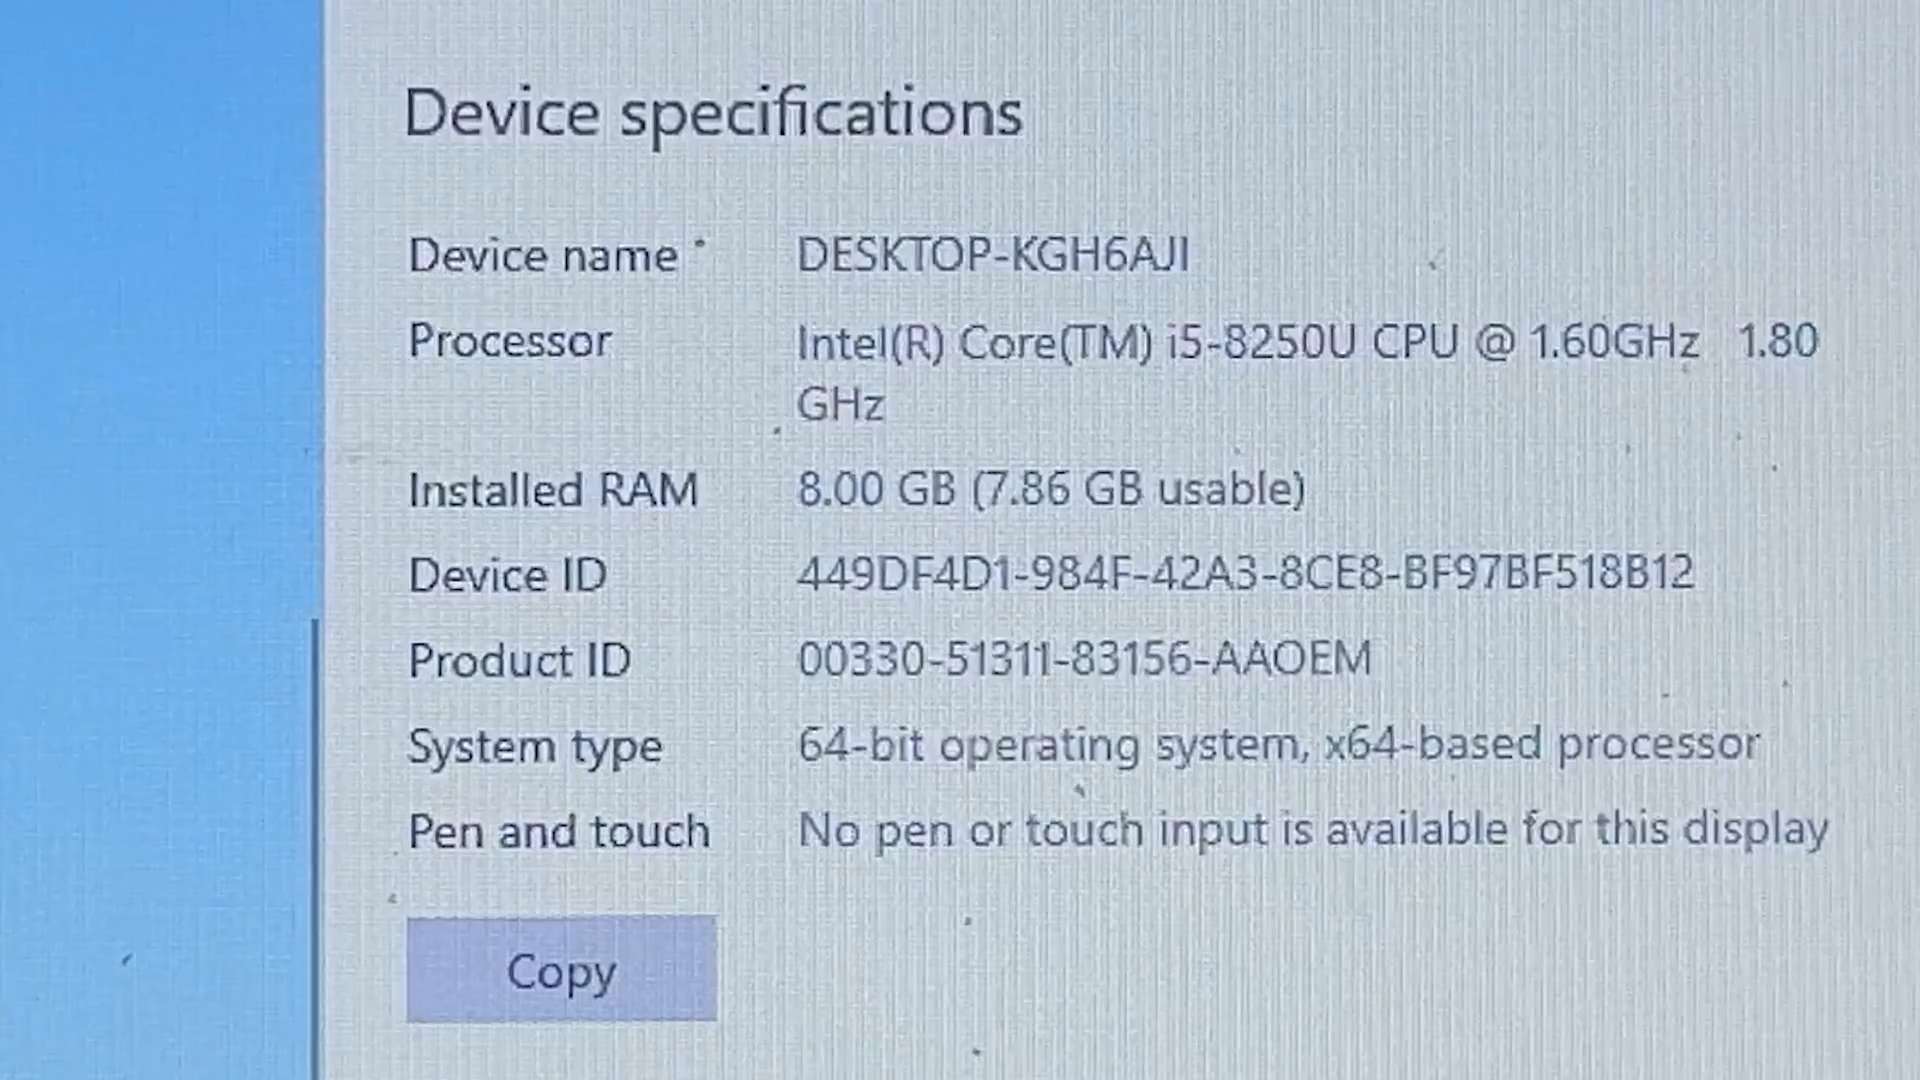 Device specifications
Device name DESKTOP-KGH6AJI
Processor Intel(R) Core(TM) i5-8250U CPU @ 1.60GHz 1.80
GHz
Installed RAM 8.00 GB (7.86 GB usable)
Device ID 449DF4D1-984F-42A3-8CE8-BF97BF518B12
Product ID 00330-51311-83156-AAOEM
System type 64-bit operating system, x64-based processor
Pen and touch No pen or touch input is available for this display
Copy